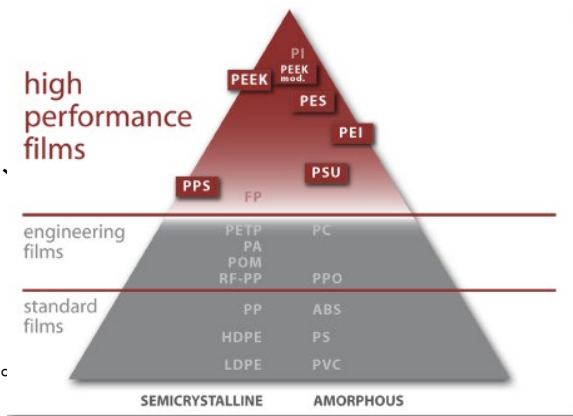 PI
PEEK
PEEK
mod.
high
performance
films
PES
PEI
PSU
PPS
FP
engineering
films
PETP PC
PA
POM
RF-PP PPO
standard
films
PP ABS
HDPE PS
LDPE PVC
SEMICRYSTALLINE AMORPHOUS